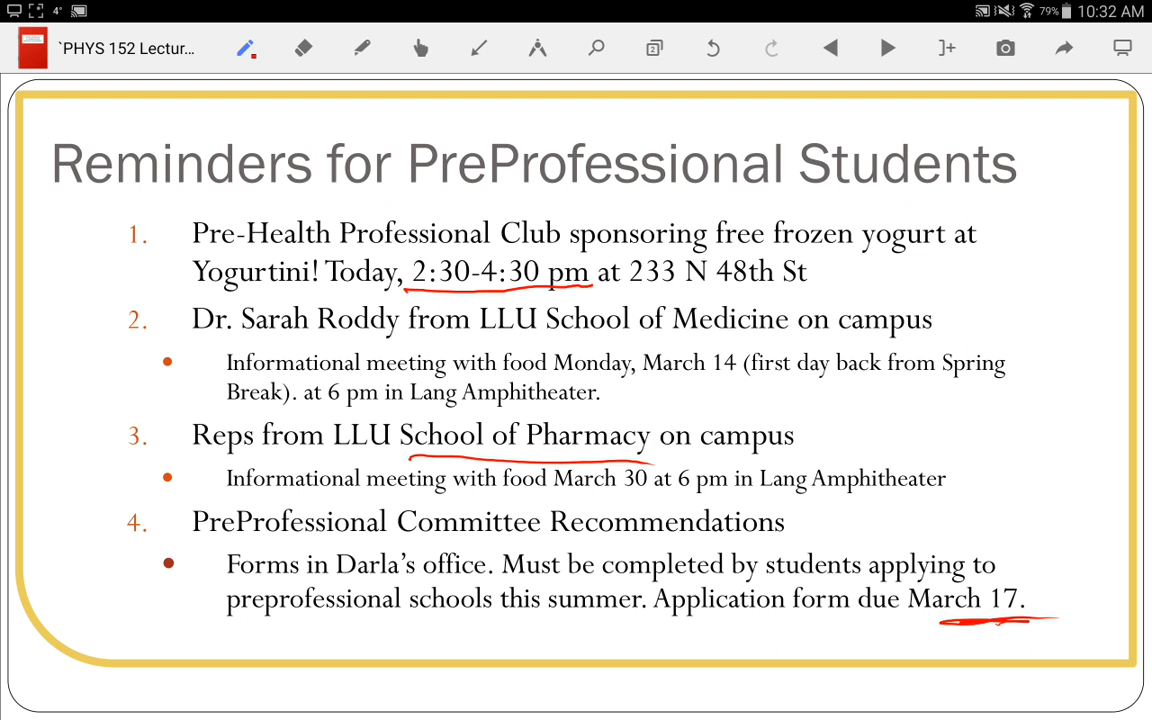 4°
79%
10:32 AM
`PHYS 152 Lectur...
2
Reminders for PreProfessional Students
1. Pre-Health Professional Club sponsoring free frozen yogurt at
Yogurtini! Today, 2:30-4:30 pm at 233 N 48th St
2. Dr. Sarah Roddy from LLU School of Medicine on campus
• Informational meeting with food Monday, March 14 (first day back from Spring
Break). at 6 pm in Lang Amphitheater.
3. Reps from LLU School of Pharmacy on campus
• Informational meeting with food March 30 at 6 pm in Lang Amphitheater
4. PreProfessional Committee Recommendations
• Forms in Darla's office. Must be completed by students applying to
preprofessional schools this summer. Application form due March 17.